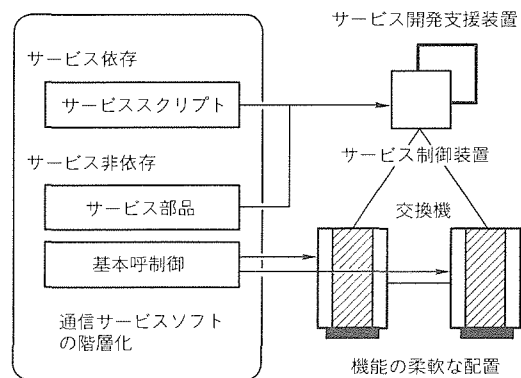 サービス開発支援装置
サービス依存
サービススクリプト
サービス制御装置
サービス非依存
サービス部品
交換機
基本呼制御
通信サービスソフト
の階層化
機能の柔軟な配置